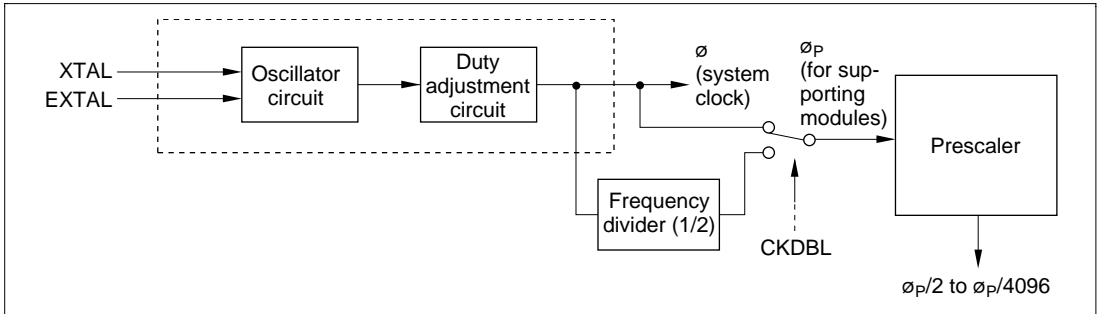 XTAL
EXTAL
Oscillator
circuit
Duty
adjustment
circuit
ø
(system
clock)
øP
(for sup-
porting
modules)
Prescaler
Frequency
divider (1/2)
CKDBL
øP/2 to øP/4096